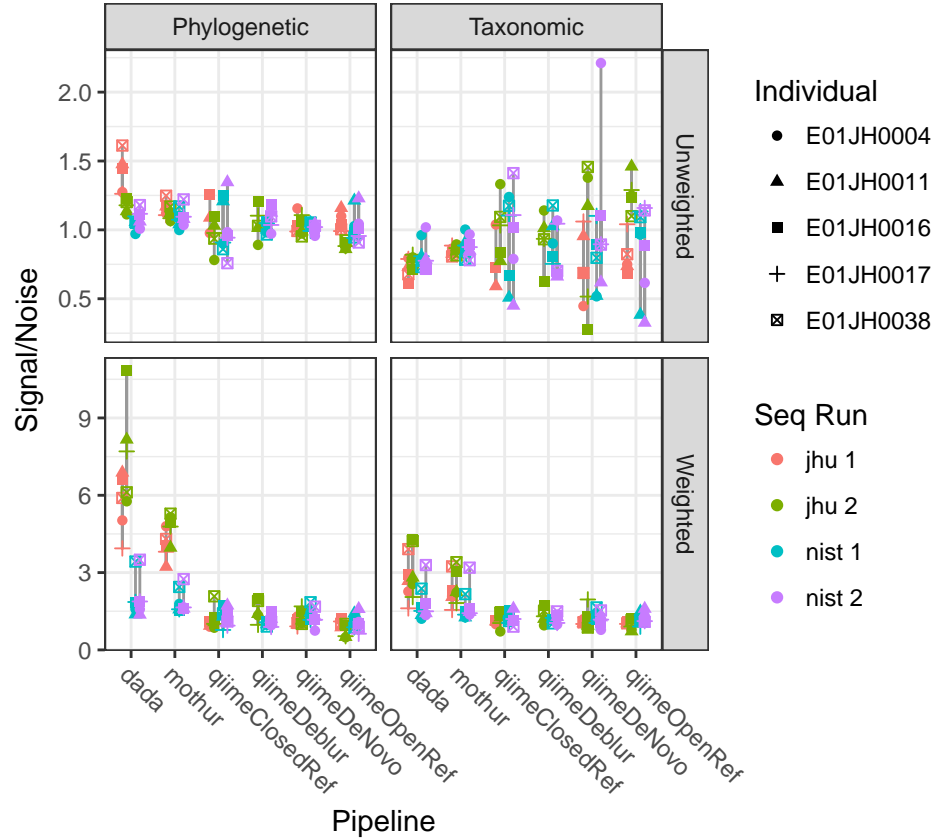 Phylogenetic
Taxonomic
Signal/Noise
2.0
1.5
1.0
0.5
Unweighted
9
6
3
0
Weighted
dada
mothur
qiimeClosedRef
qiimeDeblur
qiimeDeNovo
qiimeOpenRef
dada
mothur
qiimeClosedRef
qiimeDeblur
qiimeDeNovo
qiimeOpenRef
Pipeline
Individual
E01JH0004
E01JH0011
E01JH0016
E01JH0017
E01JH0038
Seq Run
jhu 1
jhu 2
nist 1
nist 2